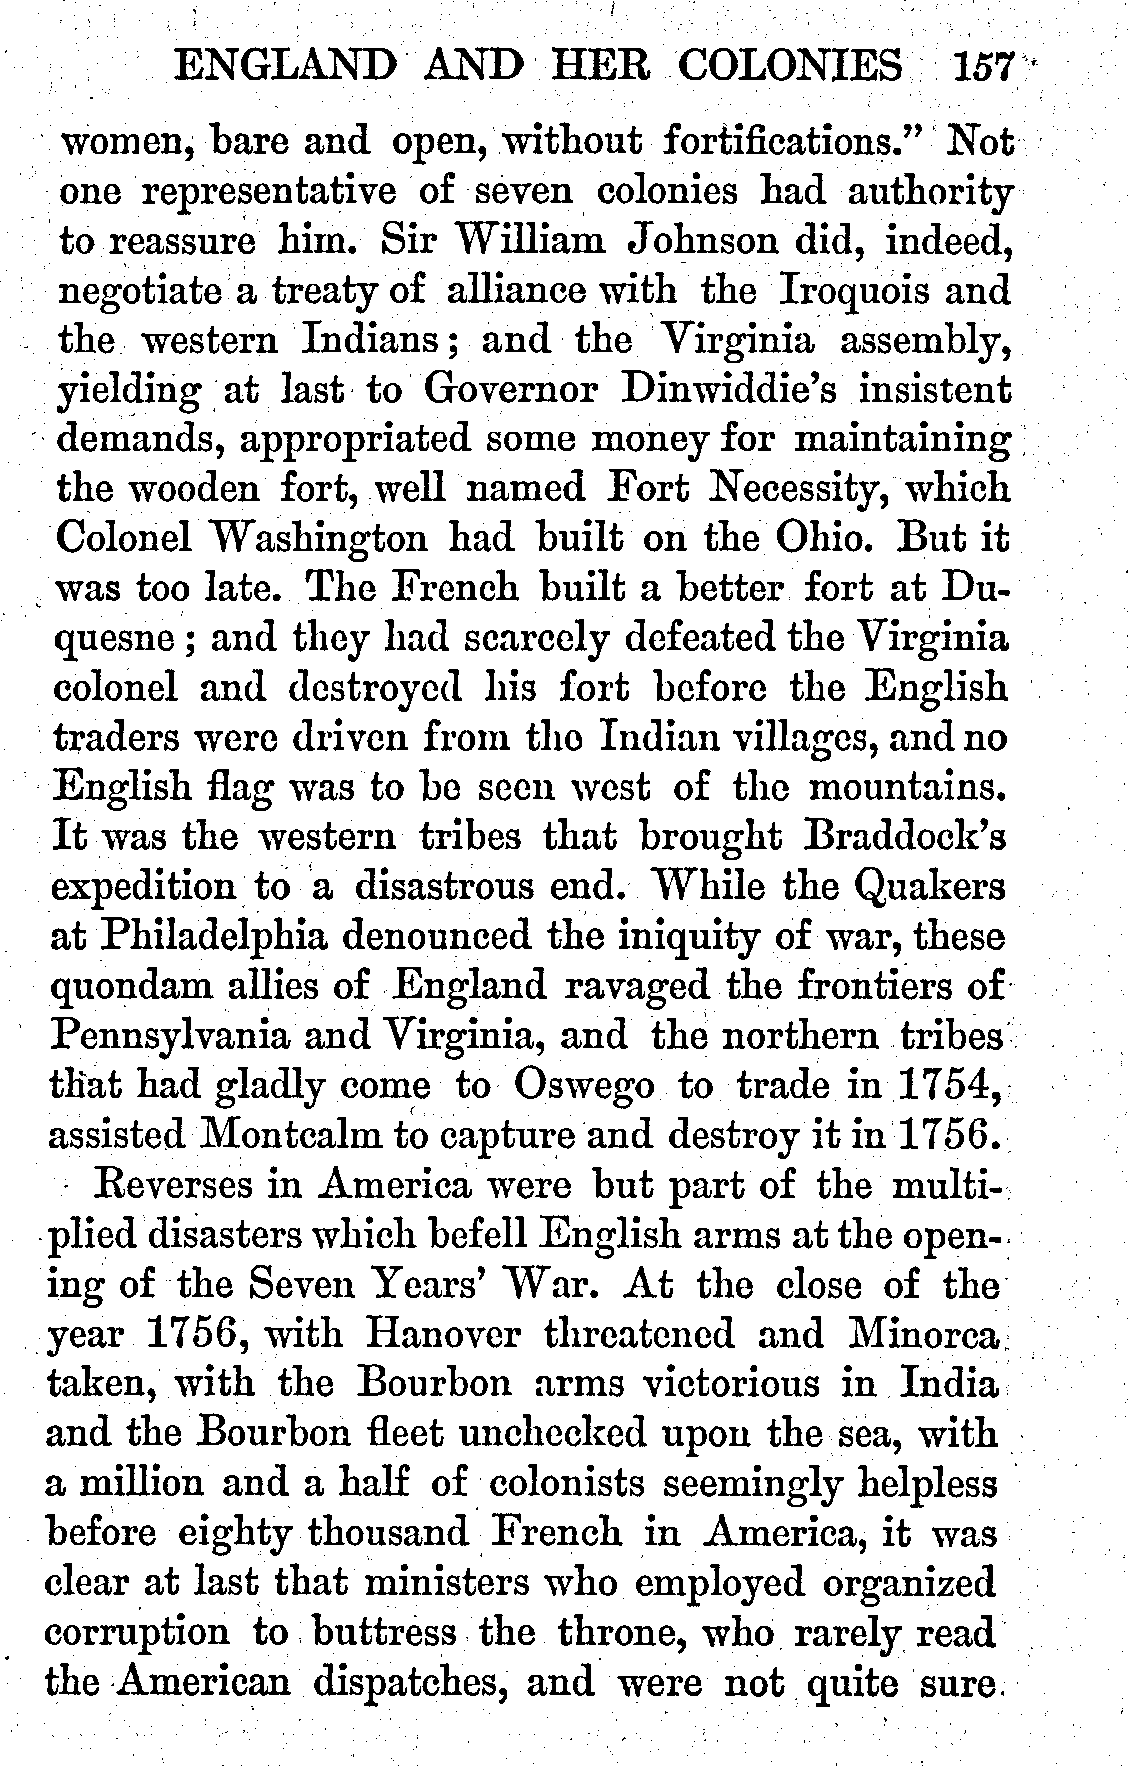 ENGLAND AND HER COLONIES 157
women, bare and open, without fortifications.” Not
one representative of seven colonies had authority
to reassure him. Sir William Johnson did, indeed,
negotiate a treaty of alliance with the Iroquois and
the western Indians; and the Virginia assembly,
yielding at last to Governor Dinwiddie’s insistent
demands, appropriated some money for maintaining
the wooden fort, well named Fort Necessity, which
Colonel Washington had built on the Ohio. But it
was too late. The French built a better fort at Du-
quesne; and they had scarcely defeated the Virginia
colonel and destroyed his fort before the English
traders were driven from the Indian villages, and no
English flag was to be seen west of the mountains.
It was the western tribes that brought Braddock’s
expedition to a disastrous end. While the Quakers
at Philadelphia denounced the iniquity of war, these
quondam allies of England ravaged the frontiers of
Pennsylvania and Virginia, and the northern tribes
that had gladly come to Oswego to trade in 1754,
assisted Montcalm to capture and destroy it in 1756.
Reverses in America were but part of the multi-
plied disasters which befell English arms at the open-
ing of the Seven Years’ War. At the close of the
year 1756, with Hanover threatened and Minorca
taken, with the Bourbon arms victorious in India
and the Bourbon fleet unchecked upon the sea, with
a million and a half of colonists seemingly helpless
before eighty thousand French in America, it was
clear at last that ministers who employed organized
corruption to buttress the throne, who rarely read
the American dispatches, and were not quite sure